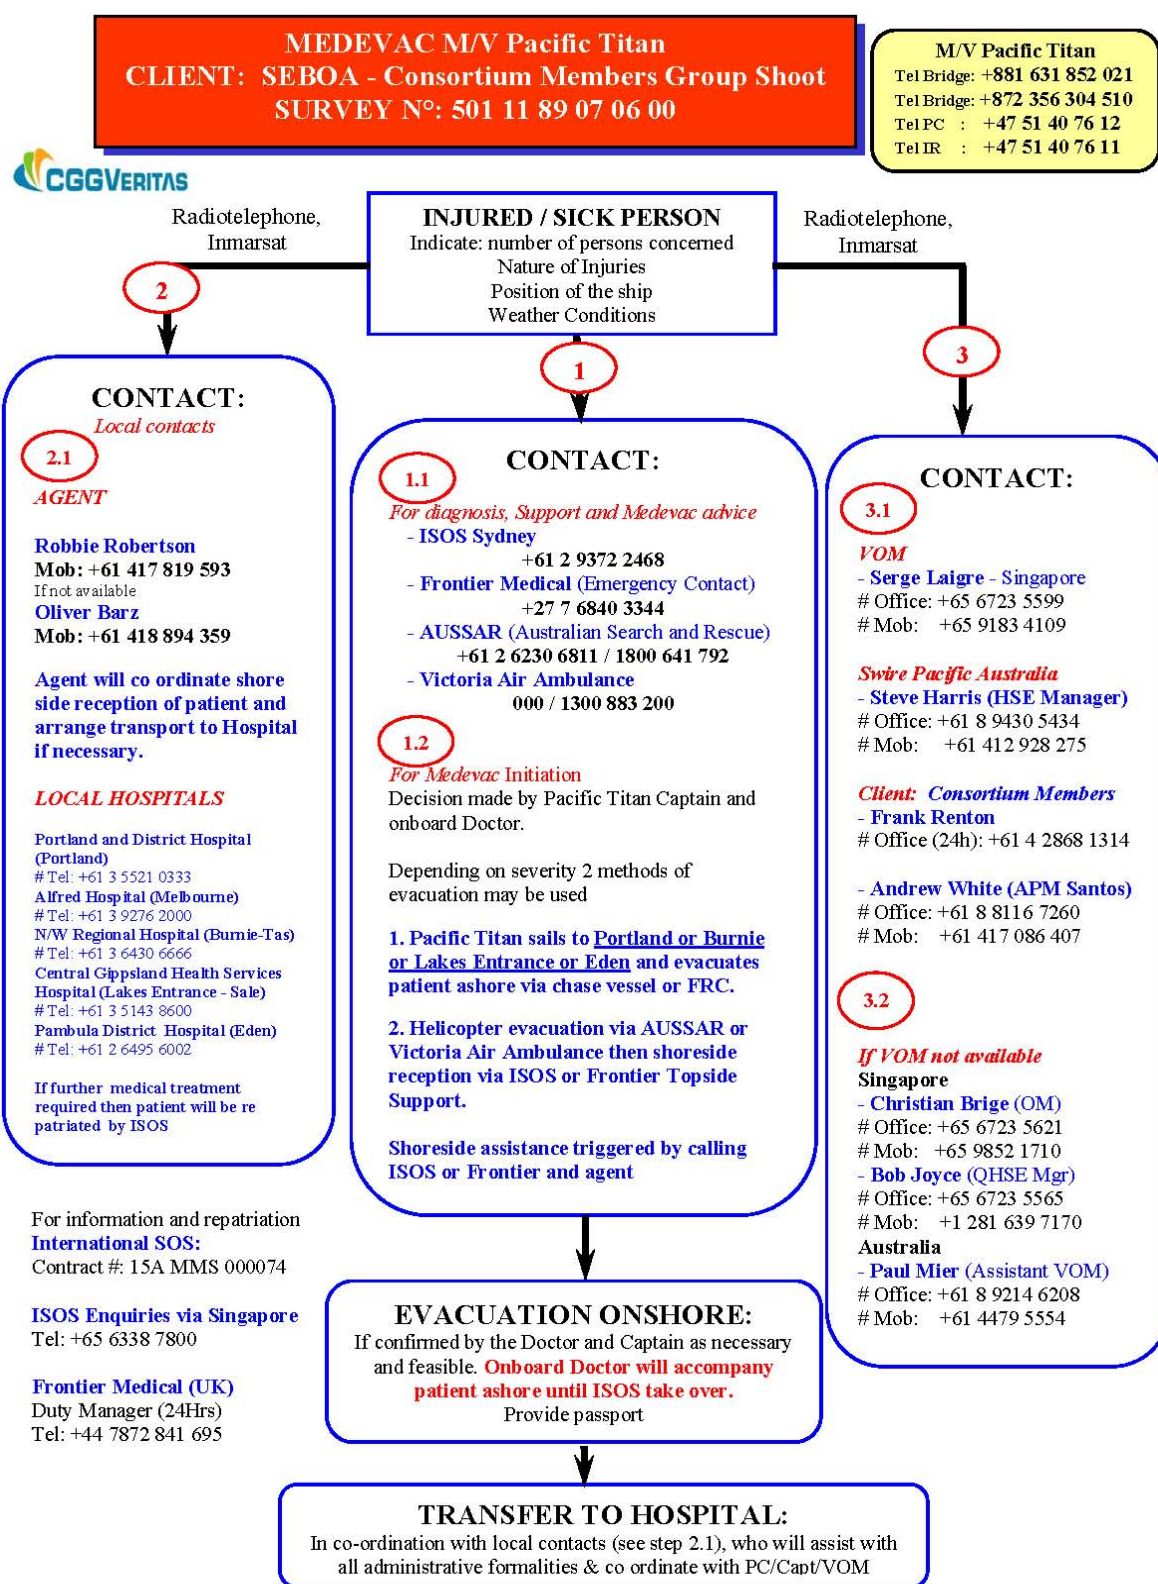 MEDEVAC M/V Pacific Titan
CLIENT: SEBOA - Consortium Members Group Shoot
SURVEY N°: 501 11 89 07 06 00
M/V Pacific Titan
Tel Bridge: +881 631 852 021
Tel Bridge: +872 356 304 510
Tel PC : +47 51 40 76 12
Tel IR : +47 51 40 76 11
CGGVERITAS
Radiotelephone,
Inmarsat
INJURED / SICK PERSON
Indicate: number of persons concerned
Nature of Injuries
Position of the ship
Weather Conditions
Radiotelephone,
Inmarsat
2
1
3
CONTACT:
Local contacts
2.1
AGENT
Robbie Robertson
Mob: +61 417 819 593
If not available
Oliver Barz
Mob: +61 418 894 359
Agent will co ordinate shore
side reception of patient and
arrange transport to Hospital
if necessary.
LOCAL HOSPITALS
Portland and District Hospital
(Portland)
# Tel: +61 3 5521 0333
Alfred Hospital (Melbourne)
# Tel: +61 3 9276 2000
N/W Regional Hospital (Burnie-Tas)
# Tel: +61 3 6430 6666
Central Gippsland Health Services
Hospital (Lakes Entrance - Sale)
# Tel: +61 3 5143 8600
Pambula District Hospital (Eden)
# Tel: +61 2 6495 6002
If further medical treatment
required then patient will be re
patriated by ISOS
For information and repatriation
International SOS:
Contract #: 15A MMS 000074
ISOS Enquiries via Singapore
Tel: +65 6338 7800
Frontier Medical (UK)
Duty Manager (24Hrs)
Tel: +44 7872 841 695
CONTACT:
1.1
For diagnosis, Support and Medevac advice
- ISOS Sydney
+61 2 9372 2468
- Frontier Medical (Emergency Contact)
+27 7 6840 3344
- AUSSAR (Australian Search and Rescue)
+61 2 6230 6811 / 1800 641 792
- Victoria Air Ambulance
000 / 1300 883 200
1.2
For Medevac Initiation
Decision made by Pacific Titan Captain and
onboard Doctor.
Depending on severity 2 methods of
evacuation may be used
1. Pacific Titan sails to Portland or Burnie
or Lakes Entrance or Eden and evacuates
patient ashore via chase vessel or FRC.
2. Helicopter evacuation via AUSSAR or
Victoria Air Ambulance then shoreside
reception via ISOS or Frontier Topside
Support.
Shoreside assistance triggered by calling
ISOS or Frontier and agent
CONTACT:
3.1
VOM
- Serge Laigre - Singapore
# Office: +65 6723 5599
# Mob: +65 9183 4109
Swire Pacific Australia
- Steve Harris (HSE Manager)
# Office: +61 8 9430 5434
# Mob: +61 412 928 275
Client: Consortium Members
- Frank Renton
# Office (24h): +61 4 2868 1314
- Andrew White (APM Santos)
# Office: +61 8 8116 7260
# Mob: +61 417 086 407
3.2
If VOM not available
Singapore
- Christian Brige (OM)
# Office: +65 6723 5621
# Mob: +65 9852 1710
- Bob Joyce (QHSE Mgr)
# Office: +65 6723 5565
# Mob: +1 281 639 7170
Australia
- Paul Mier (Assistant VOM)
# Office: +61 8 9214 6208
# Mob: +61 4479 5554
EVACUATION ONSHORE:
If confirmed by the Doctor and Captain as necessary
and feasible. Onboard Doctor will accompany
patient ashore until ISOS take over.
Provide passport
TRANSFER TO HOSPITAL:
In co-ordination with local contacts (see step 2.1), who will assist with
all administrative formalities & co ordinate with PC/Capt/VOM